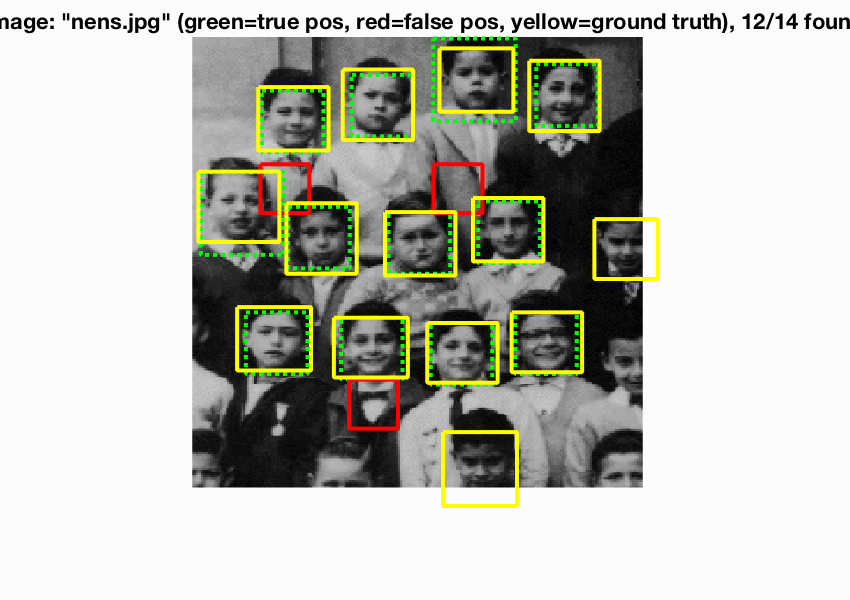 mage: "nens.jpg" (green=true pos, red=false pos, yellow=ground truth), 12/14 foun